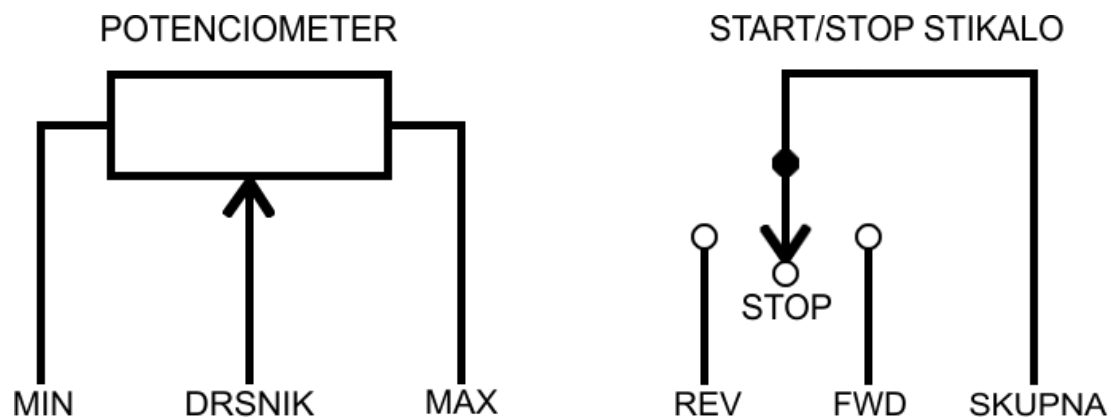 POTENCIOMETER
START/STOP STIKALO
STOP
MIN DRSNIK MAX
REV FWD SKUPNA